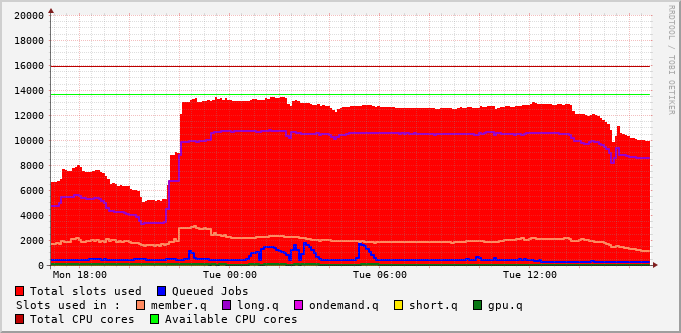 20000
18000
16000
14000
12000
10000
8000
6000
4000
2000
0
Mon 18:00 Tue 00:00 Tue 06:00 Tue 12:00
RRDTOOL / TOBI OETIKER
Total slots used Queued Jobs
Slots used in : member.q long.q ondemand.q short.q gpu.q
Total CPU cores Available CPU cores